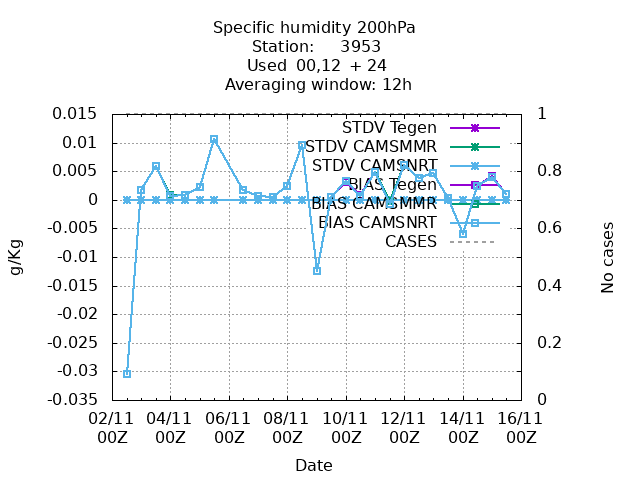 Specific humidity 200hPa
Station: 3953
Used 00,12 + 24
Averaging window: 12h
0.015
0.01
0.005
0
-0.005
-0.01
-0.015
-0.02
-0.025
-0.03
-0.035
g/Kg
1
0.8
0.6
0.4
0.2
0
No cases
STDV Tegen
STDV CAMSMMR
STDV CAMSNRT
BIAS Tegen
BIAS CAMSMMR
BIAS CAMSNRT
CASES
02/11 04/11 06/11 08/11 10/11 12/11 14/11 16/11
00Z 00Z 00Z 00Z 00Z 00Z 00Z 00Z
Date